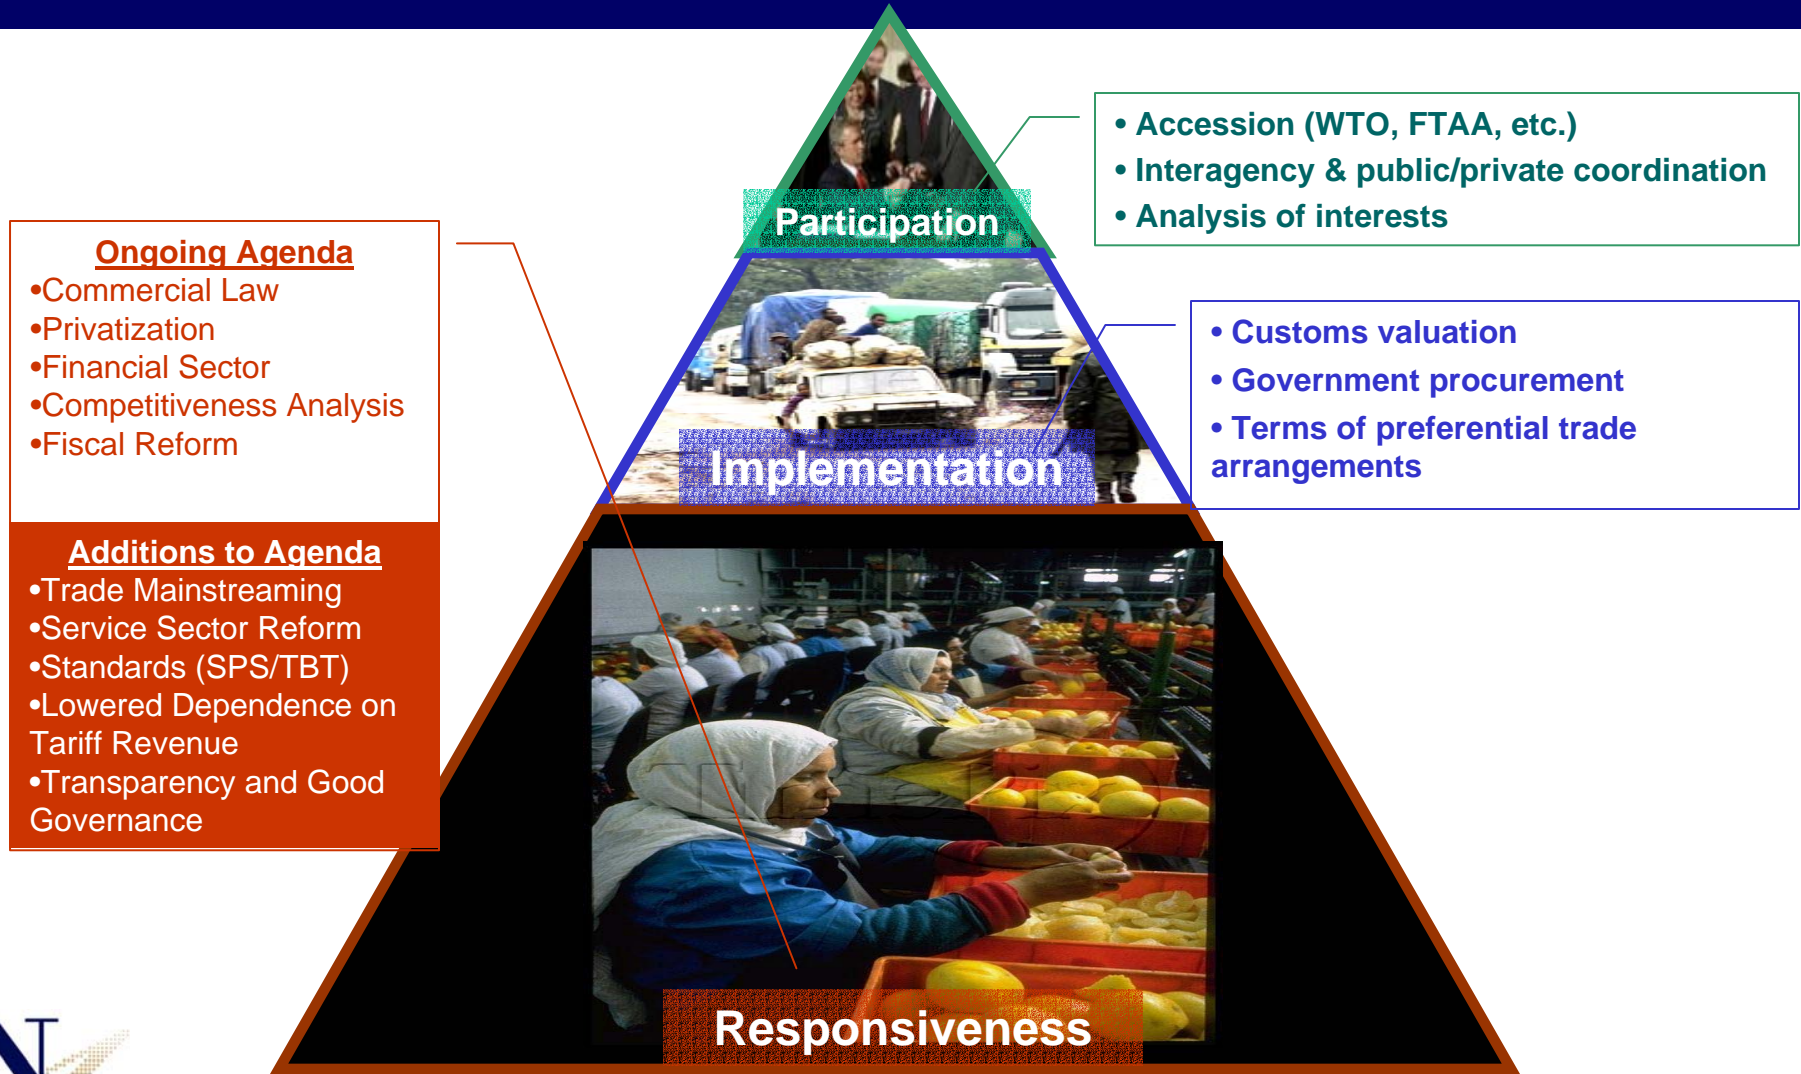 • Accession (WTO, FTAA, etc.)
• Interagency & public/private coordination
• Analysis of interests
Participation
Ongoing Agenda
•Commercial Law
•Privatization
•Financial Sector
•Competitiveness Analysis
•Fiscal Reform
• Customs valuation
• Government procurement
• Terms of preferential trade
arrangements
Implementation
Additions to Agenda
•Trade Mainstreaming
•Service Sector Reform
•Standards (SPS/TBT)
•Lowered Dependence on
Tariff Revenue
•Transparency and Good
Governance
Responsiveness
N